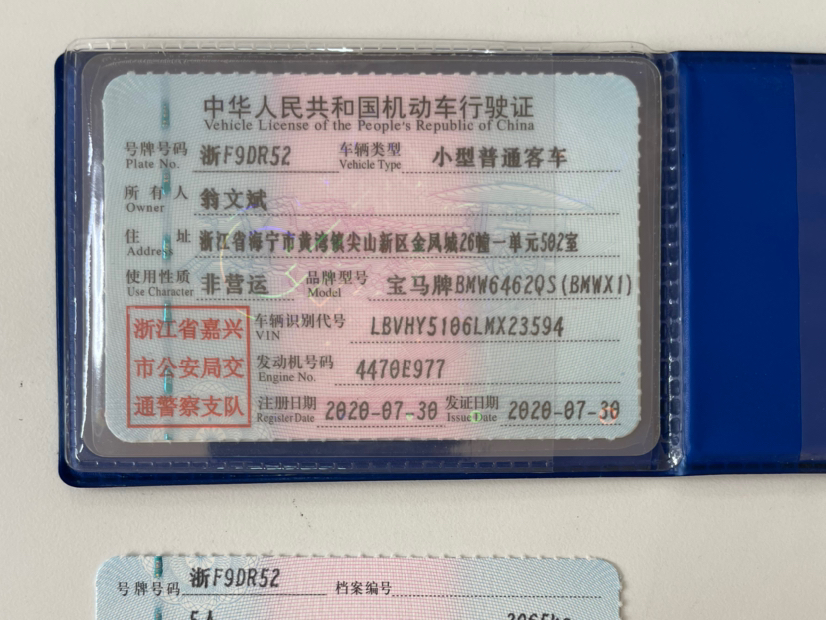 中华人民共和国机动车行驶证
Vehicle License of the People's Republic of China
号牌号码 浙F9DR52 车辆类型 小型普通客车
Plate No. Vehicle Type
所有人 翁文斌
Owner
住址 浙江省海宁市黄湾镇尖山新区金凤城26幢一单元502室
Address
使用性质 非营运 品牌型号 宝马牌BMW6462QS(BMWX1)
Use Character Model
浙江省嘉兴
市公安局交
通警察支队
车辆识别代号 LBVHY5106LMX23594
VIN
发动机号码 4470E977
Engine No.
注册日期 2020-07-30 发证日期 2020-07-30
Register Date Issue Date
号牌号码 浙F9DR52 档案编号
5人